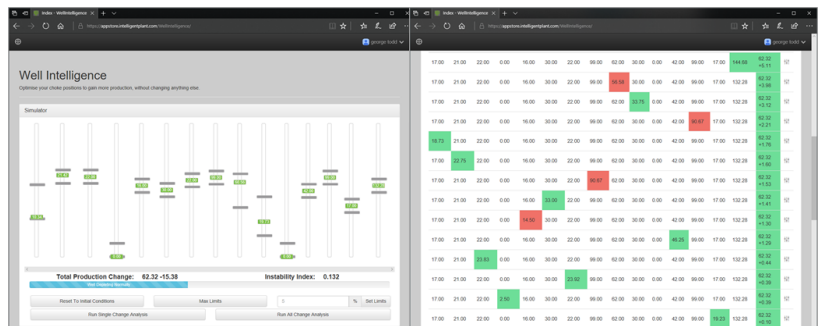 Index - WellIntelligence
https://appstore.intelligentplant.com/WellIntelligence/
george todd
Well Intelligence
Optimise your choke positions to gain more production, without changing anything else.
Simulator
0.00
0.00
Total Production Change: 62.32 -15.38 Instability Index: 0.132
Reset To Initial Conditions Max Limits 5 % Set Limits
Run Single Change Analysis Run All Change Analysis
Index - WellIntelligence
https://appstore.intelligentplant.com/WellIntelligence/
george todd
17.00 21.00 22.00 0.00 16.00 30.00 22.00 99.00 62.00 30.00 0.00 42.00 99.00 17.00 144.60 62.32
+5.11
17.00 21.00 22.00 0.00 16.00 30.00 22.00 99.00 30.00 0.00 42.00 99.00 17.00 132.28 62.32
+3.96
17.00 21.00 22.00 0.00 16.00 30.00 22.00 99.00 62.00 33.75 0.00 42.00 99.00 17.00 132.28 62.32
+3.12
17.00 21.00 22.00 0.00 16.00 30.00 22.00 99.00 62.00 30.00 0.00 42.00 17.00 132.28 62.32
+2.21
18.73 21.00 22.00 0.00 16.00 30.00 22.00 99.00 62.00 30.00 0.00 42.00 99.00 17.00 132.28 62.32
+1.76
17.00 22.75 22.00 0.00 16.00 30.00 22.00 99.00 62.00 30.00 0.00 42.00 99.00 17.00 132.28 62.32
+1.60
17.00 21.00 22.00 0.00 16.00 30.00 22.00 62.00 30.00 0.00 42.00 99.00 17.00 132.28 62.32
+1.53
17.00 21.00 22.00 0.00 16.00 33.00 22.00 99.00 62.00 30.00 0.00 42.00 99.00 17.00 132.28 62.32
+1.41
17.00 21.00 22.00 0.00 30.00 22.00 99.00 62.00 30.00 0.00 42.00 99.00 17.00 132.28 62.32
+1.30
17.00 21.00 22.00 0.00 16.00 30.00 22.00 99.00 62.00 30.00 0.00 46.25 99.00 17.00 132.28 62.32
+1.26
17.00 21.00 23.63 0.00 16.00 30.00 22.00 99.00 62.00 30.00 0.00 42.00 99.00 17.00 132.28 62.32
+0.44
17.00 21.00 22.00 0.00 16.00 30.00 23.92 99.00 62.00 30.00 0.00 42.00 99.00 17.00 132.28 62.32
+0.38
17.00 21.00 22.00 2.50 16.00 30.00 22.00 99.00 62.00 30.00 0.00 42.00 99.00 17.00 132.28 62.32
+0.36
17.00 21.00 22.00 0.00 16.00 30.00 22.00 99.00 62.00 30.00 0.00 42.00 99.00 19.23 132.28 62.32
+0.10